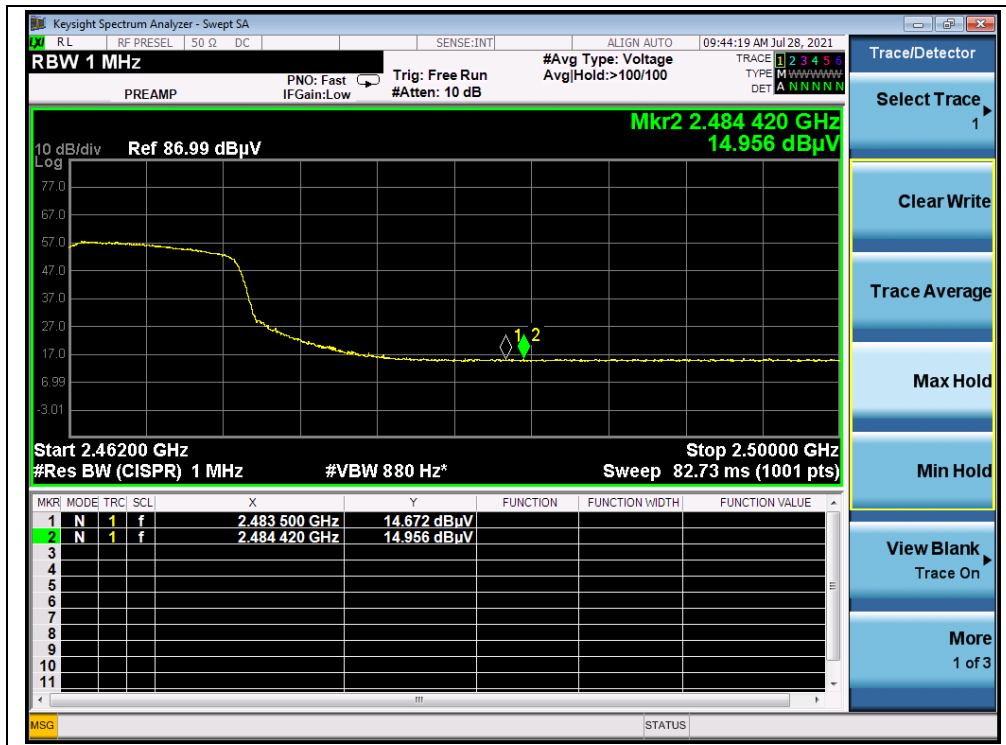 Keysight Spectrum Analyzer - Swept SA
LXI RL RF PRESEL 50 Ω DC SENSE:INT ALIGN AUTO 09:44:19 AM Jul 28, 2021
RBW 1 MHz
PREAMP
PNO: Fast
IFGain:Low
Trig: Free Run
#Atten: 10 dB
#Avg Type: Voltage
Avg|Hold:>100/100
TRACE 1 2 3 4 5 6
TYPE M WWWWW
DET A N N N N N
Mkr2 2.484 420 GHz
14.956 dBµV
10 dB/div Ref 86.99 dBµV
Log
77.0
67.0
57.0
47.0
37.0
27.0
17.0
6.99
-3.01
1 2
Start 2.46200 GHz Stop 2.50000 GHz
#Res BW (CISPR) 1 MHz #VBW 880 Hz* Sweep 82.73 ms (1001 pts)
MKR MODE TRC SCL X Y FUNCTION FUNCTION WIDTH FUNCTION VALUE
1 N 1 f 2.483 500 GHz 14.672 dBµV
2 N 1 f 2.484 420 GHz 14.956 dBµV
3
4
5
6
7
8
9
10
11
MSG STATUS
Trace/Detector
Select Trace
1
Clear Write
Trace Average
Max Hold
Min Hold
View Blank
Trace On
More
1 of 3